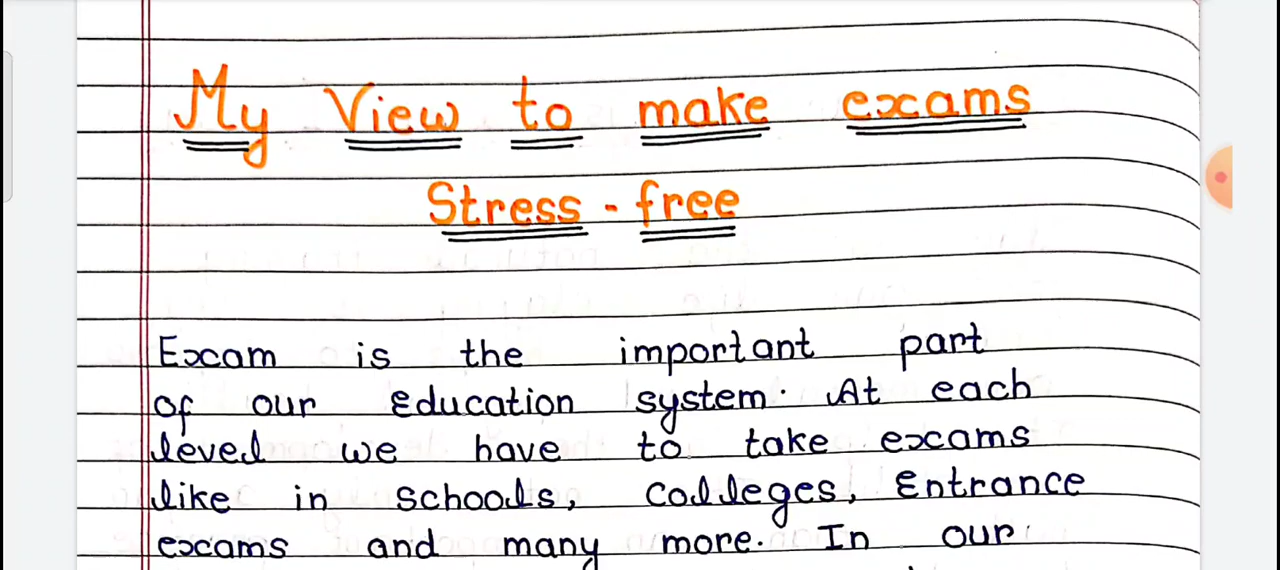 My View to make exams
Stress-free
Exam is the important part
of our Education system. At each
level we have to take exams
like in schools, Colleges, Entrance
exams and many more. In our